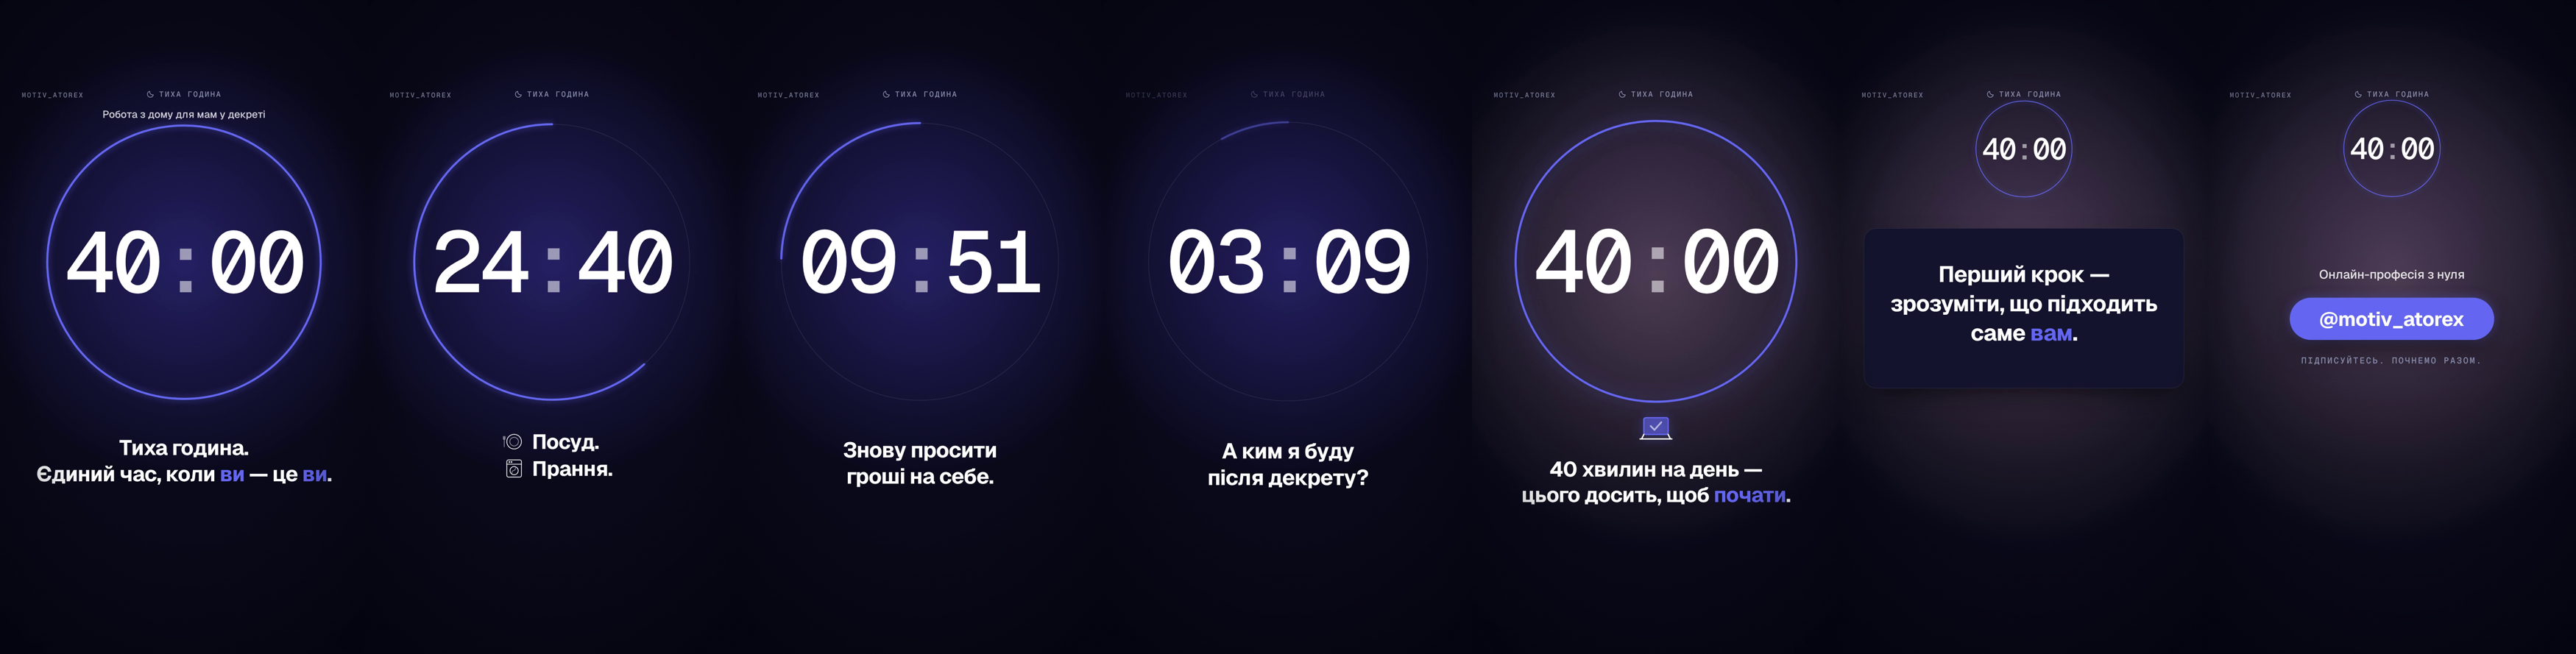 MOTIV_ATOREX
ТИХА ГОДИНА
Робота з дому для мам у декреті
40:00
Тиха година.
Єдиний час, коли ви — це ви.
MOTIV_ATOREX
ТИХА ГОДИНА
24:40
Посуд.
Прання.
MOTIV_ATOREX
ТИХА ГОДИНА
09:51
Знову просити
гроші на себе.
MOTIV_ATOREX
ТИХА ГОДИНА
03:09
А ким я буду
після декрету?
MOTIV_ATOREX
ТИХА ГОДИНА
40:00
40 хвилин на день —
цього досить, щоб почати.
MOTIV_ATOREX
ТИХА ГОДИНА
40:00
Перший крок —
зрозуміти, що підходить
саме вам.
MOTIV_ATOREX
ТИХА ГОДИНА
40:00
Онлайн-професія з нуля
@motiv_atorex
ПІДПИСУЙТЕСЬ. ПОЧНЕМО РАЗОМ.